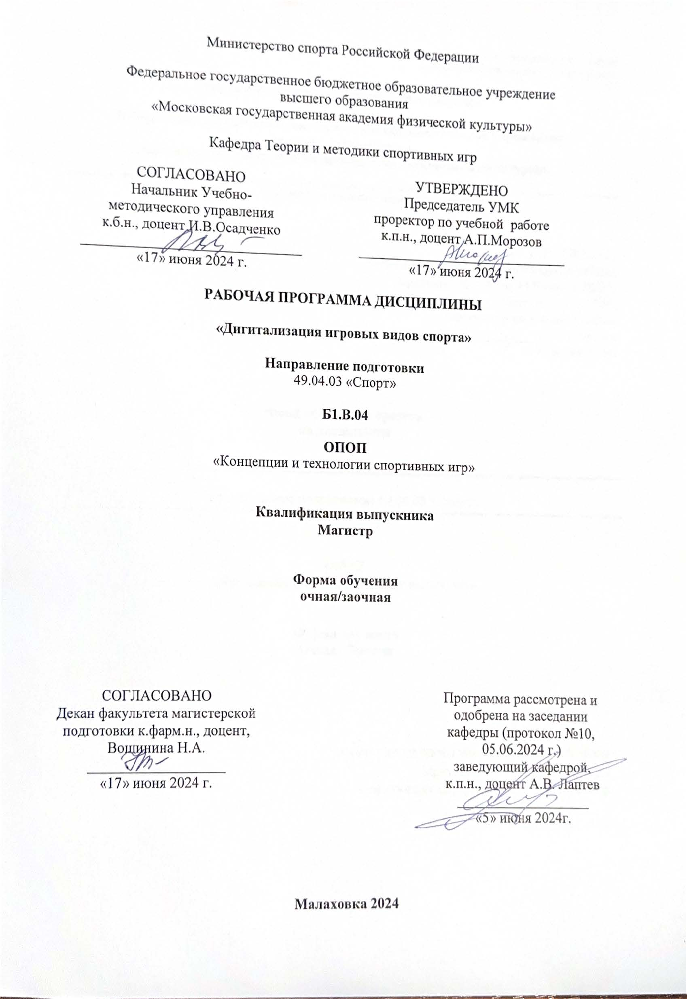 Министерство спорта Российской Федерации
Федеральное государственное бюджетное образовательное учреждение
высшего образования
«Московская государственная академия физической культуры»
Кафедра Теории и методики спортивных игр
СОГЛАСОВАНО
Начальник Учебно-
методического управления
к.б.н., доцент И.В.Осадченко
«17» июня 2024 г.
УТВЕРЖДЕНО
Председатель УМК
проректор по учебной работе
к.п.н., доцент А.П.Морозов
«17» июня 2024 г.
РАБОЧАЯ ПРОГРАММА ДИСЦИПЛИНЫ
«Дигитализация игровых видов спорта»
Направление подготовки
49.04.03 «Спорт»
Б1.В.04
ОПОП
«Концепции и технологии спортивных игр»
Квалификация выпускника
Магистр
Форма обучения
очная/заочная
СОГЛАСОВАНО
Декан факультета магистерской
подготовки к.фарм.н., доцент,
Вощинина Н.А.
«17» июня 2024 г.
Программа рассмотрена и
одобрена на заседании
кафедры (протокол №10,
05.06.2024 г.)
заведующий кафедрой,
к.п.н., доцент А.В. Лаптев
«5» июня 2024г.
Малаховка 2024